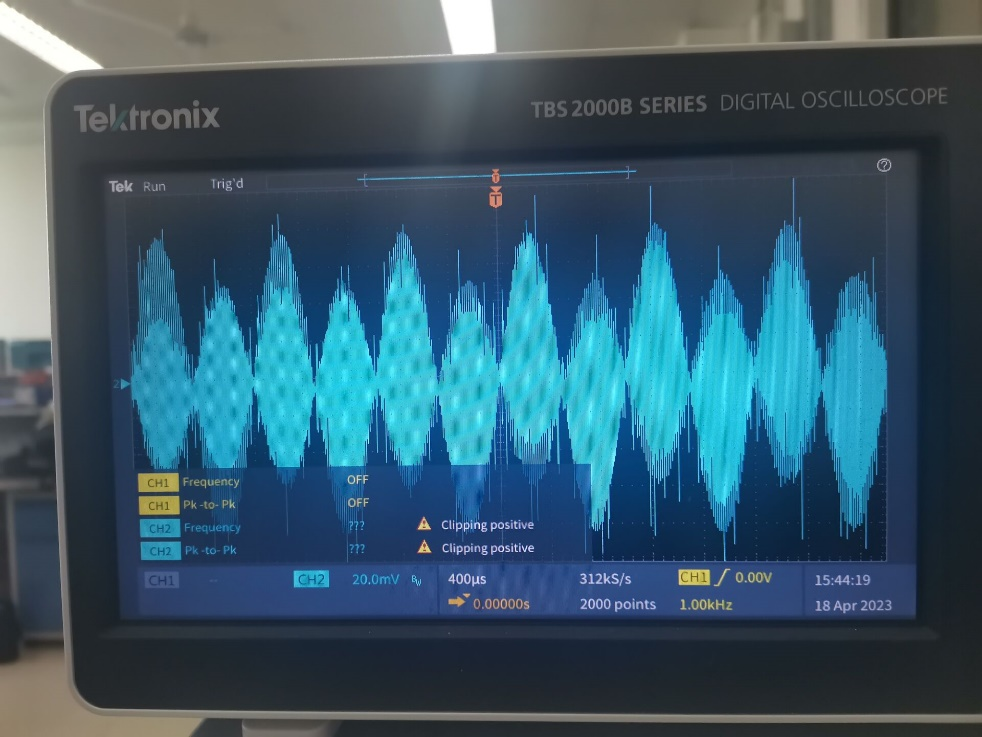 Tektronix
TBS 2000B SERIES DIGITAL OSCILLOSCOPE
Tek Run Trig'd
T
T
2
CH1 Frequency OFF
CH1 Pk-to-Pk OFF
CH2 Frequency ??? Clipping positive
CH2 Pk-to-Pk ??? Clipping positive
CH1 -- CH2 20.0mV BW 400µs 312kS/s CH1 0.00V 15:44:19
0.00000s 2000 points 1.00kHz 18 Apr 2023